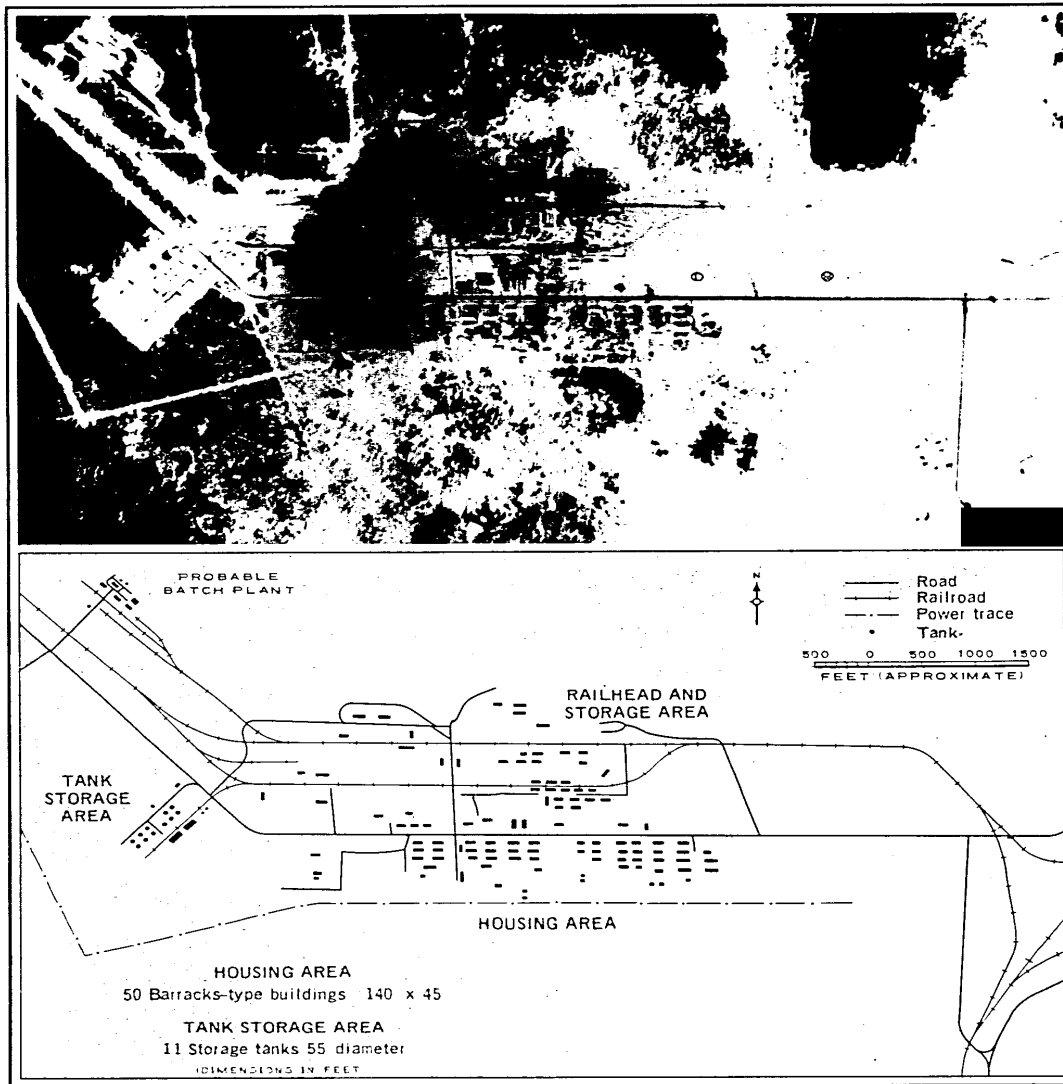 PROBABLE
BATCH PLANT
N
Road
Railroad
Power trace
Tank
500 0 500 1000 1500
FEET (APPROXIMATE)
RAILHEAD AND
STORAGE AREA
TANK
STORAGE
AREA
HOUSING AREA
HOUSING AREA
50 Barracks-type buildings 140 x 45
TANK STORAGE AREA
11 Storage tanks 55 diameter
(DIMENSIONS IN FEET